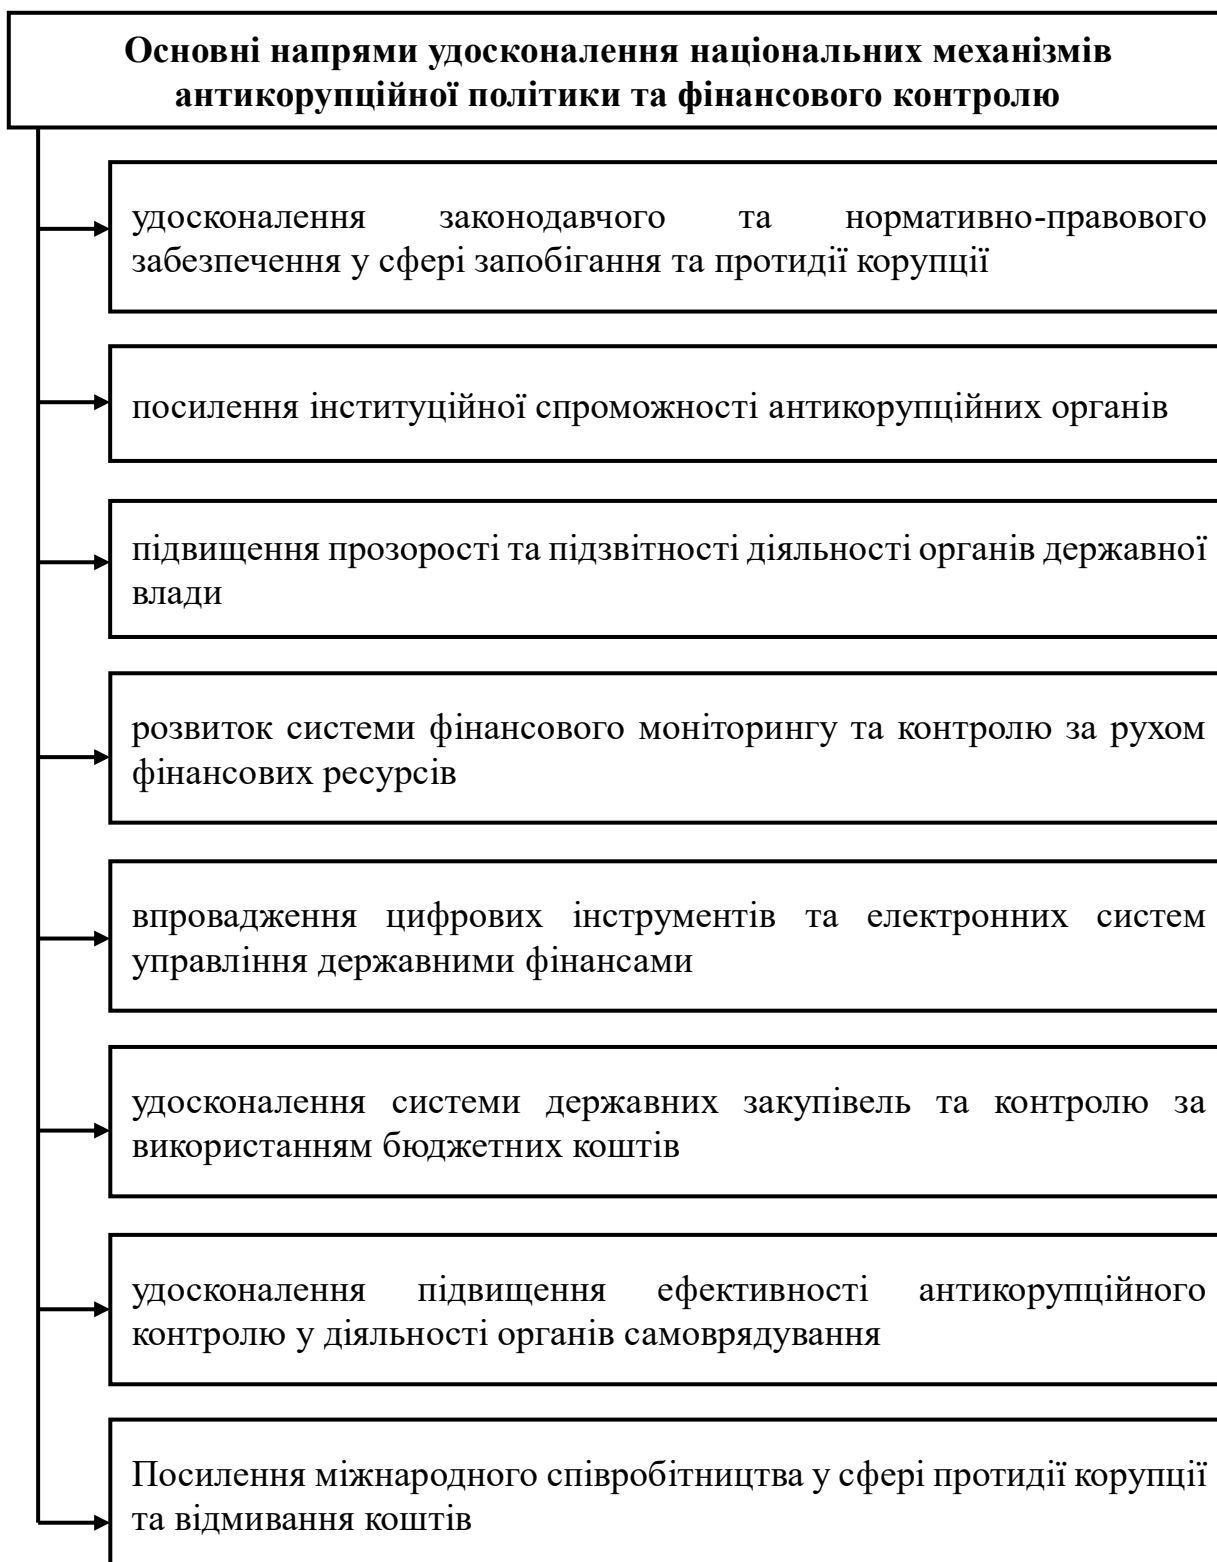 Основні напрями удосконалення національних механізмів
антикорупційної політики та фінансового контролю
удосконалення законодавчого та нормативно-правового
забезпечення у сфері запобігання та протидії корупції
посилення інституційної спроможності антикорупційних органів
підвищення прозорості та підзвітності діяльності органів державної
влади
розвиток системи фінансового моніторингу та контролю за рухом
фінансових ресурсів
впровадження цифрових інструментів та електронних систем
управління державними фінансами
удосконалення системи державних закупівель та контролю за
використанням бюджетних коштів
удосконалення підвищення ефективності антикорупційного
контролю у діяльності органів самоврядування
Посилення міжнародного співробітництва у сфері протидії корупції
та відмивання коштів